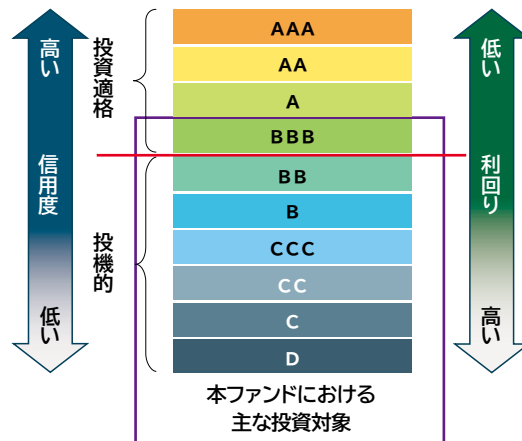 高い
信用度
低い
投資適格
投機的
AAA
AA
A
BBB
BB
B
CCC
CC
C
D
本ファンドにおける
主な投資対象
低い
利回り
高い